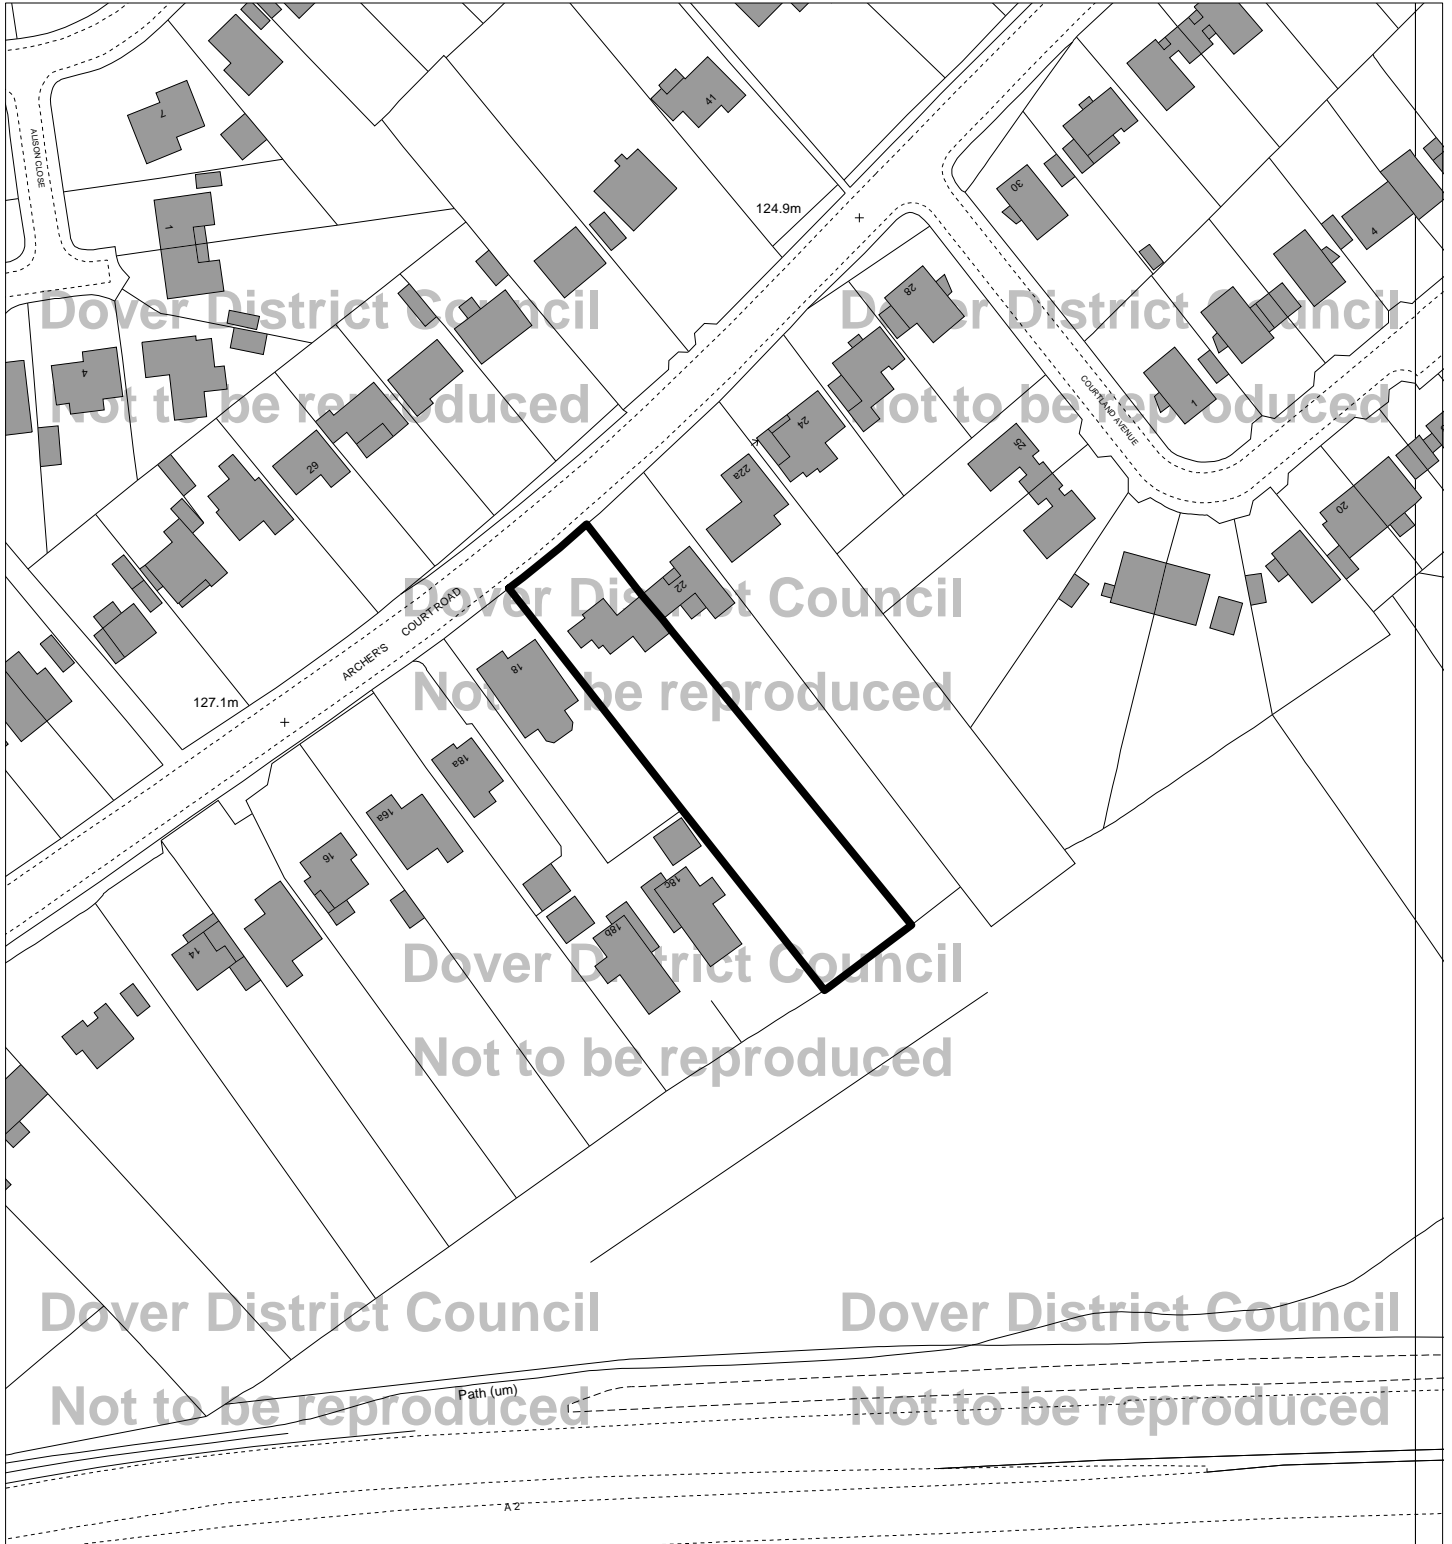 41
7
ALISON CLOSE
30
124.9m
1
4
28
Dover District Council
Dover District Council
4
1
Not to be reproduced
Not to be reproduced
COURTLAND AVENUE
24
25
29
22a
20
Dover District Council
22
COURT ROAD
ARCHER'S
18
Not to be reproduced
127.1m
18a
16a
16
18c
18b
14
Dover District Council
Not to be reproduced
Dover District Council
Dover District Council
Path (um)
Not to be reproduced
Not to be reproduced
A 2